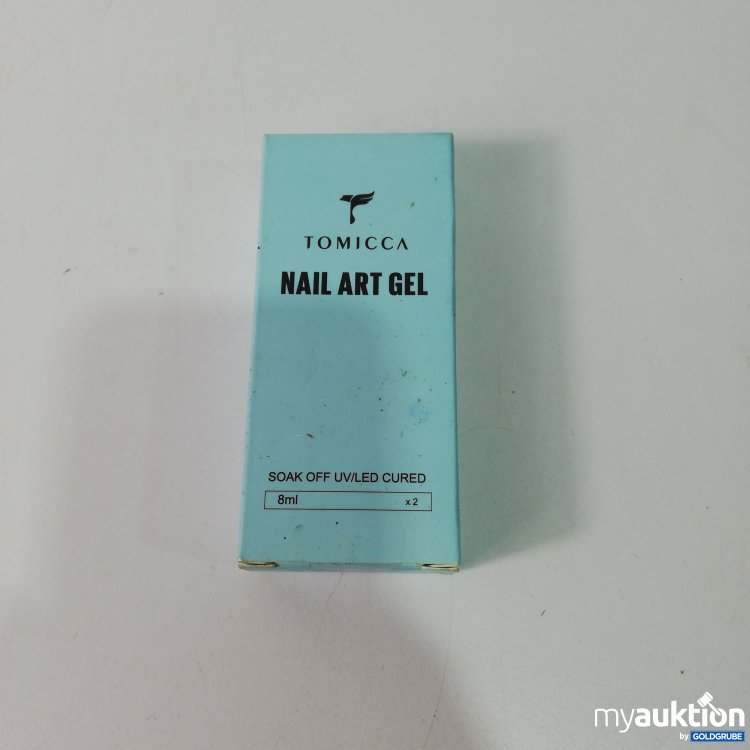 TOMICCA
NAIL ART GEL
SOAK OFF UV/LED CURED
8ml x 2
myauktion
by GOLDGRUBE